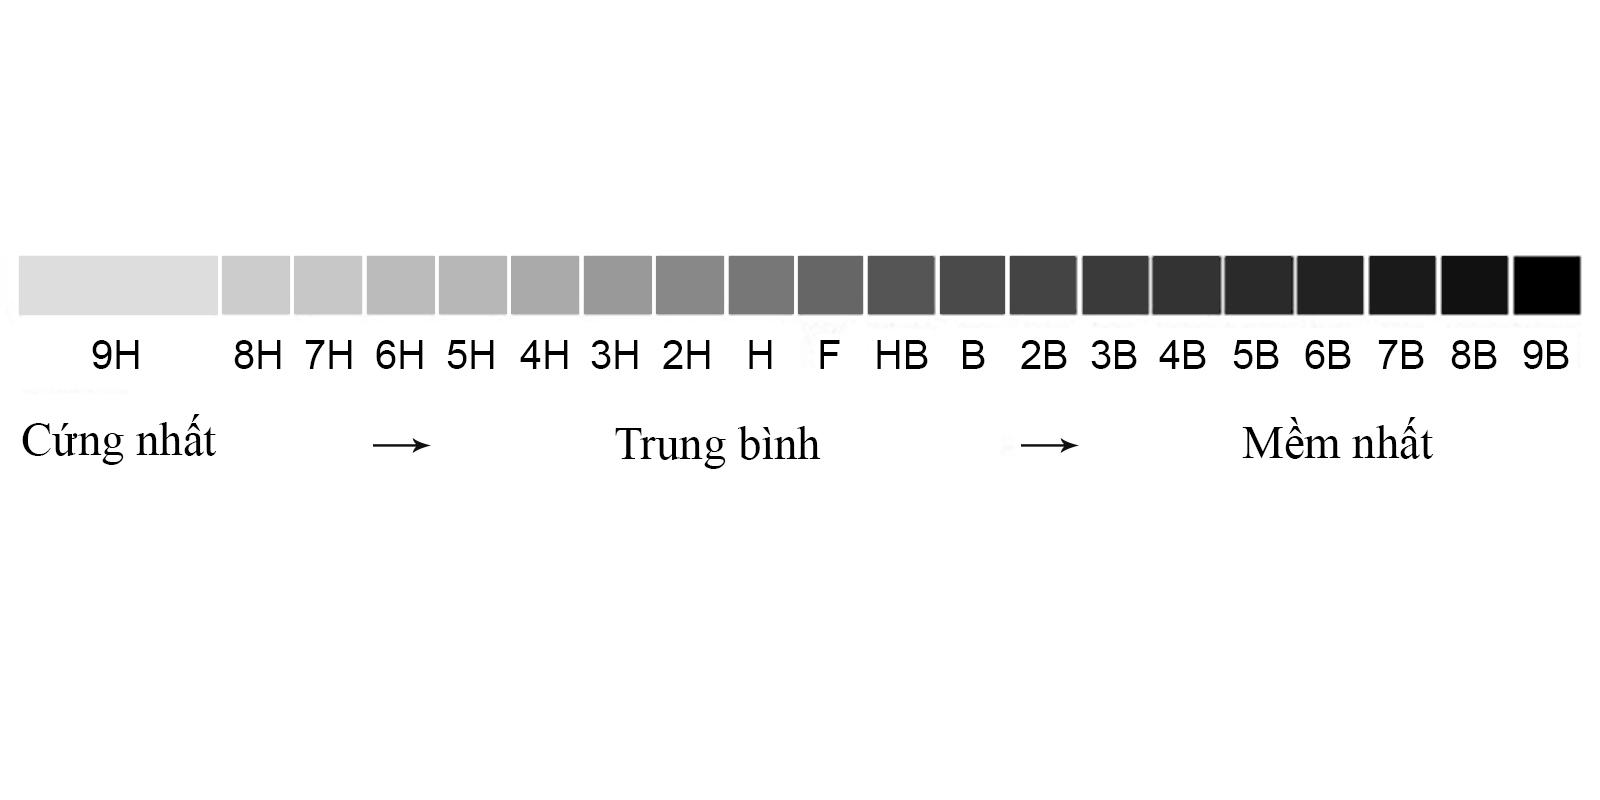 9H 8H 7H 6H 5H 4H 3H 2H H F HB B 2B 3B 4B 5B 6B 7B 8B 9B
Cứng nhất → Trung bình → Mềm nhất